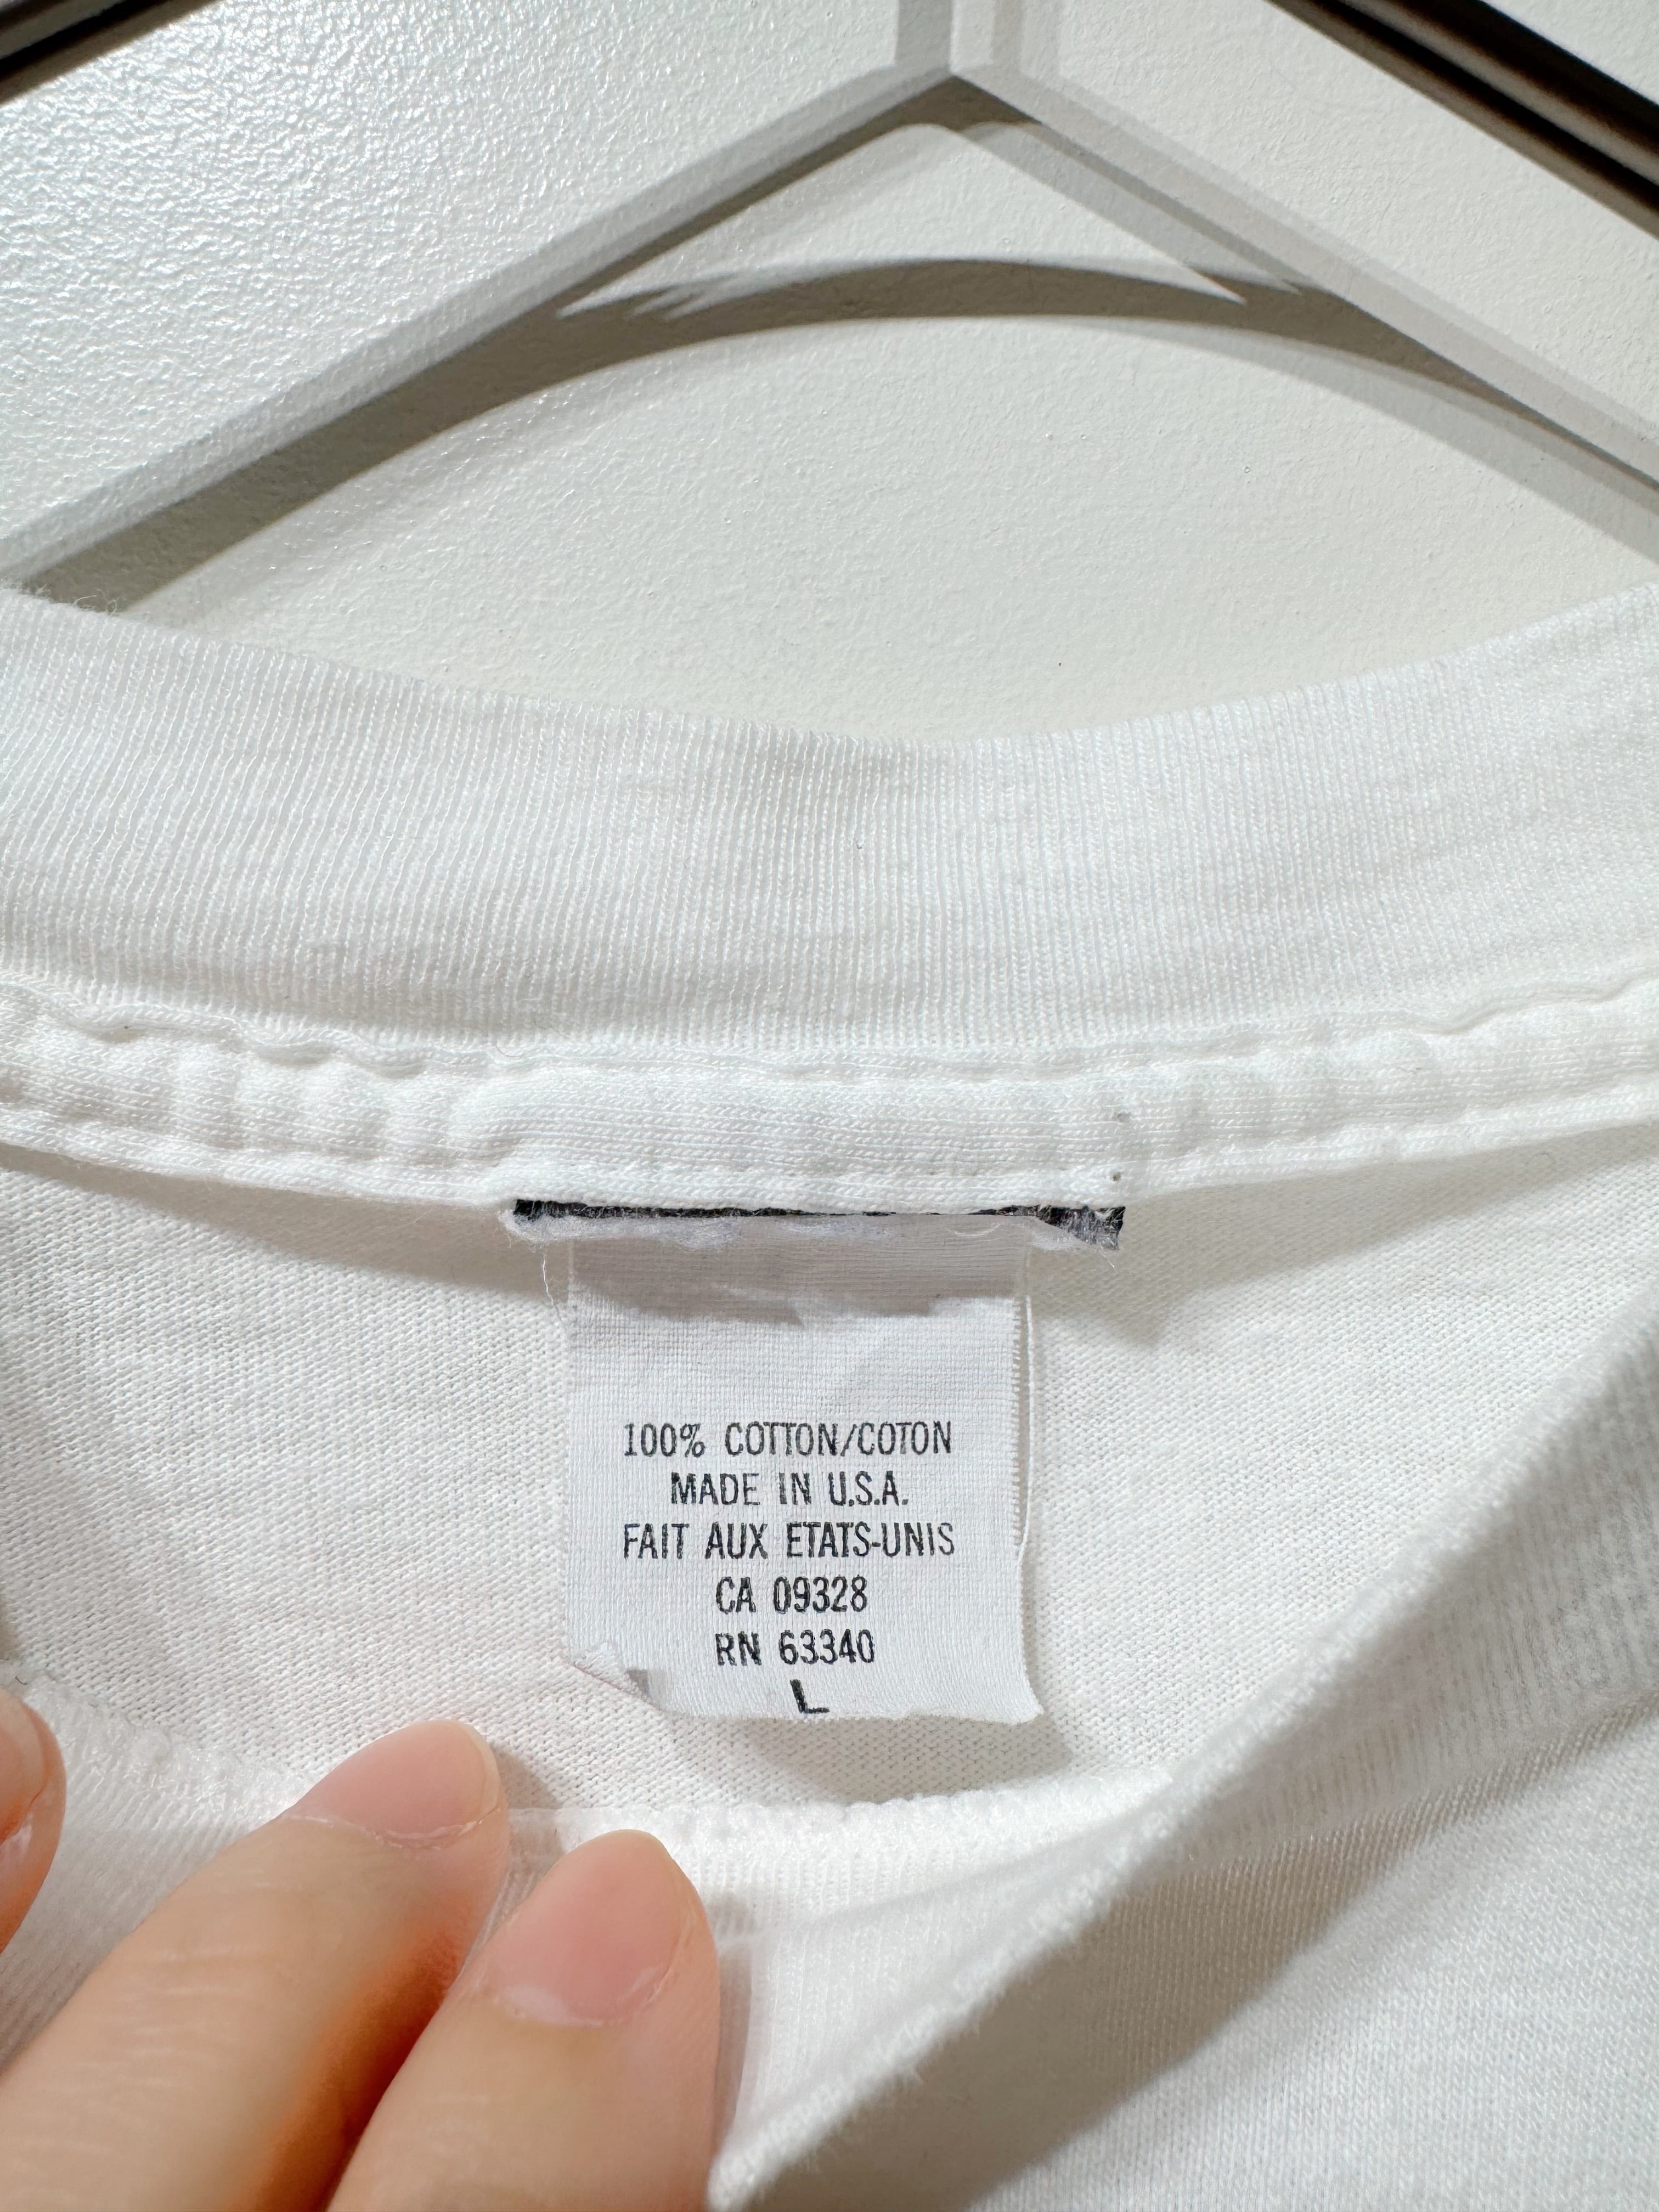 100% COTTON/COTON
MADE IN U.S.A.
FAIT AUX ETATS-UNIS
CA 09328
RN 63340
L